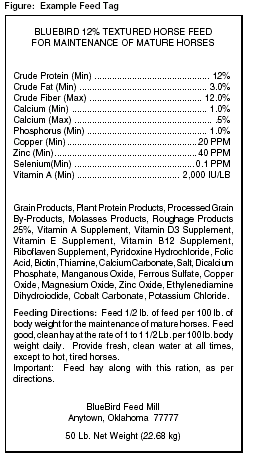 Figure: Example Feed Tag
BLUEBIRD 12% TEXTURED HORSE FEED
FOR MAINTENANCE OF MATURE HORSES
Crude Protein (Min) ............................................ 12%
Crude Fat (Min) ................................................ 3.0%
Crude Fiber (Max) .......................................... 12.0%
Calcium (Min) .................................................. 1.0%
Calcium (Max) .................................................... .5%
Phosphorus (Min) ............................................ 1.0%
Copper (Min) ................................................ 20 PPM
Zinc (Min) ..................................................... 40 PPM
Selenium(Min) ............................................ 0.1 PPM
Vitamin A (Min) .................................... 2,000 IU/LB
Grain Products, Plant Protein Products, Processed Grain
By-Products, Molasses Products, Roughage Products
25%, Vitamin A Supplement, Vitamin D3 Supplement,
Vitamin E Supplement, Vitamin B12 Supplement,
Riboflaven Supplement, Pyridoxine Hydrochloride, Folic
Acid, Biotin, Thiamine, Calcium Carbonate, Salt, Dicalcium
Phosphate, Manganous Oxide, Ferrous Sulfate, Copper
Oxide, Magnesium Oxide, Zinc Oxide, Ethylenediamine
Dihydroiodide, Cobalt Carbonate, Potassium Chloride.
Feeding Directions: Feed 1/2 lb. of feed per 100 lb. of
body weight for the maintenance of mature horses. Feed
good, clean hay at the rate of 1 to 1 1/2 Lb. per 100 lb. body
weight daily. Provide fresh, clean water at all times,
except to hot, tired horses.
Important: Feed hay along with this ration, as per
directions.
BlueBird Feed Mill
Anytown, Oklahoma 77777
50 Lb. Net Weight (22.68 kg)